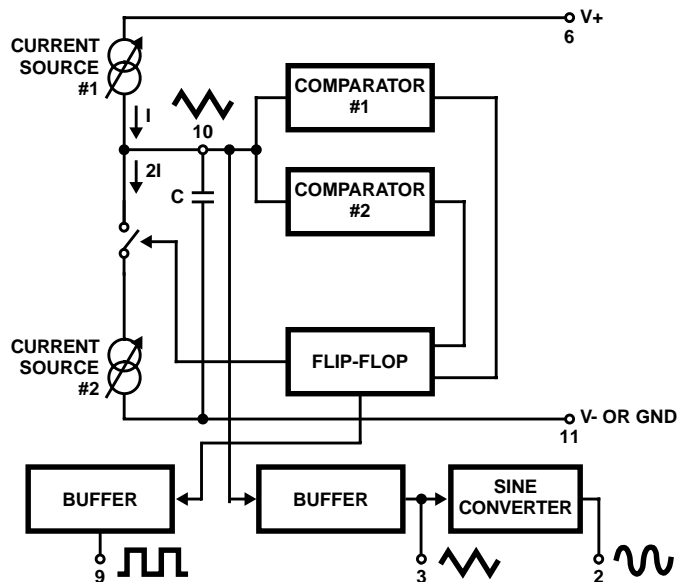 V+
6
CURRENT
SOURCE
#1
I
10
COMPARATOR
#1
2I
C
COMPARATOR
#2
CURRENT
SOURCE
#2
FLIP-FLOP
V- OR GND
11
BUFFER
BUFFER
SINE
CONVERTER
9
3
2